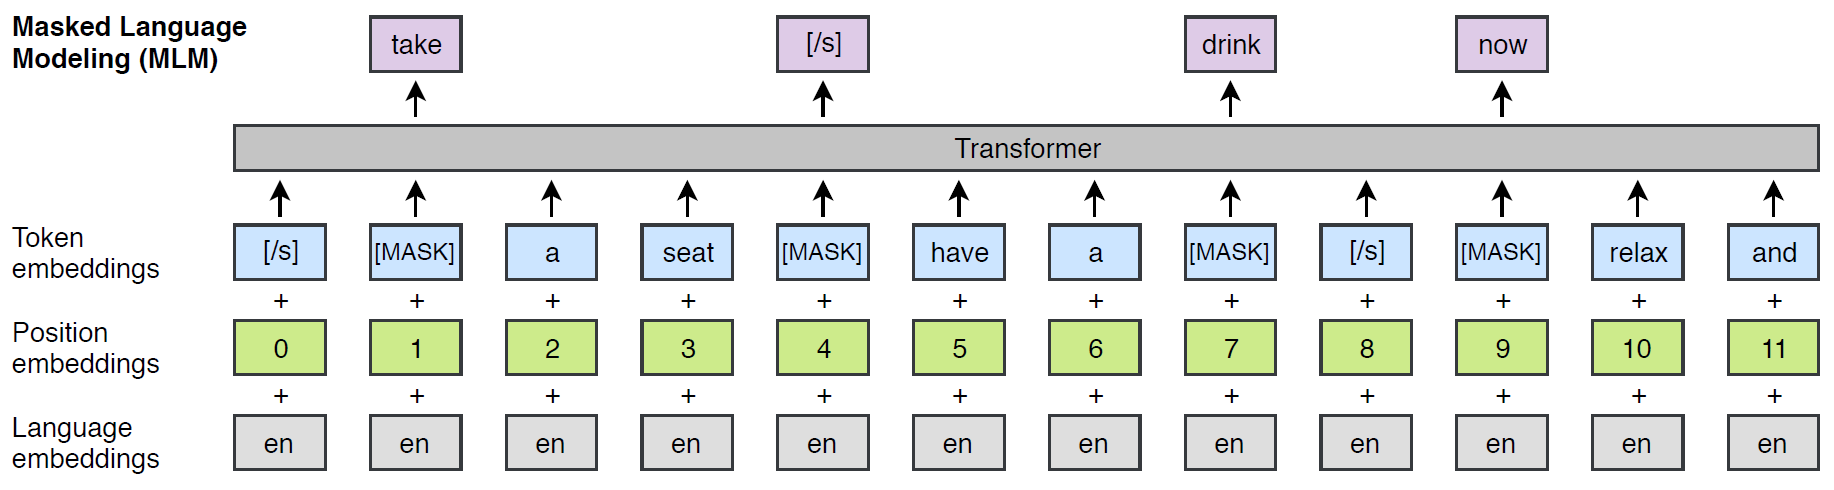 Masked Language
Modeling (MLM)
take [/s] drink now
Transformer
Token
embeddings
[/s] [MASK] a seat [MASK] have a [MASK] [/s] [MASK] relax and
+ + + + + + + + + + + +
Position
embeddings
0 1 2 3 4 5 6 7 8 9 10 11
+ + + + + + + + + + + +
Language
embeddings
en en en en en en en en en en en en